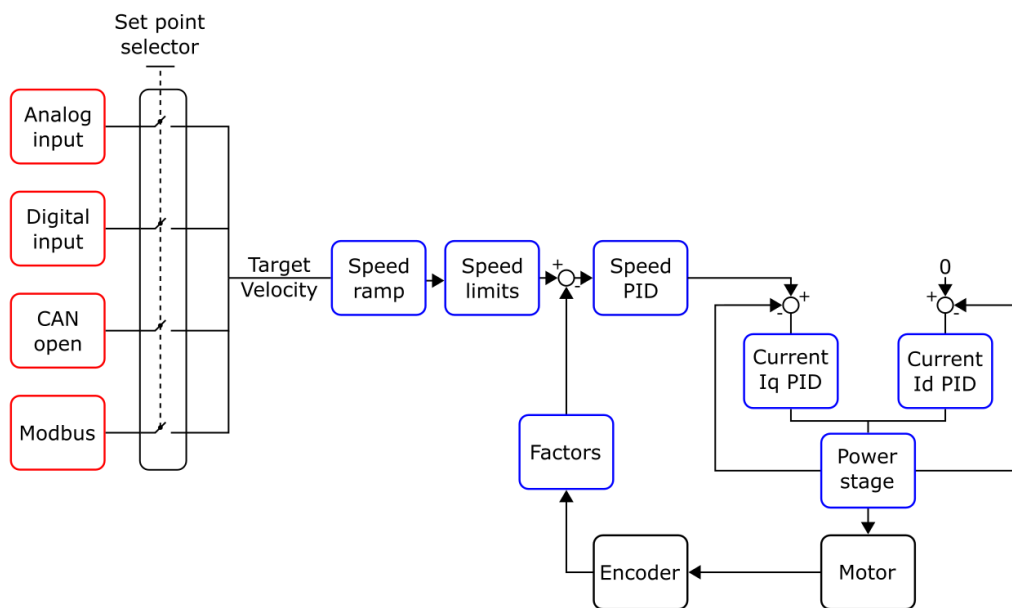 Set point
selector
Analog
input
Digital
input
CAN
open
Modbus
Target
Velocity
Speed
ramp
Speed
limits
+
-
Speed
PID
+
-
0
+
-
Current
Iq PID
Current
Id PID
Factors
Power
stage
Encoder
Motor